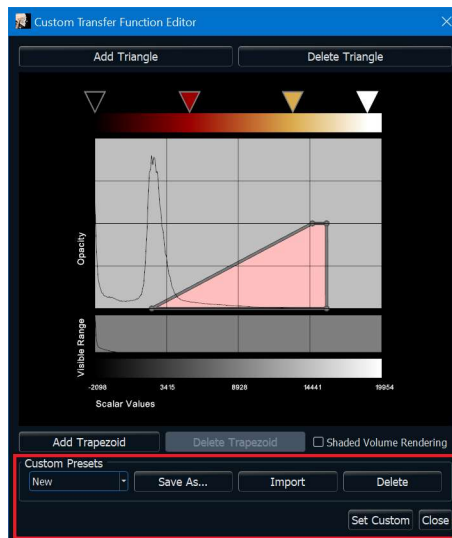 Custom Transfer Function Editor
Add Triangle Delete Triangle
Opacity
Visible Range
-2098 3415 8928 14441 19954
Scalar Values
Add Trapezoid Delete Trapezoid Shaded Volume Rendering
Custom Presets
New Save As... Import Delete
Set Custom Close